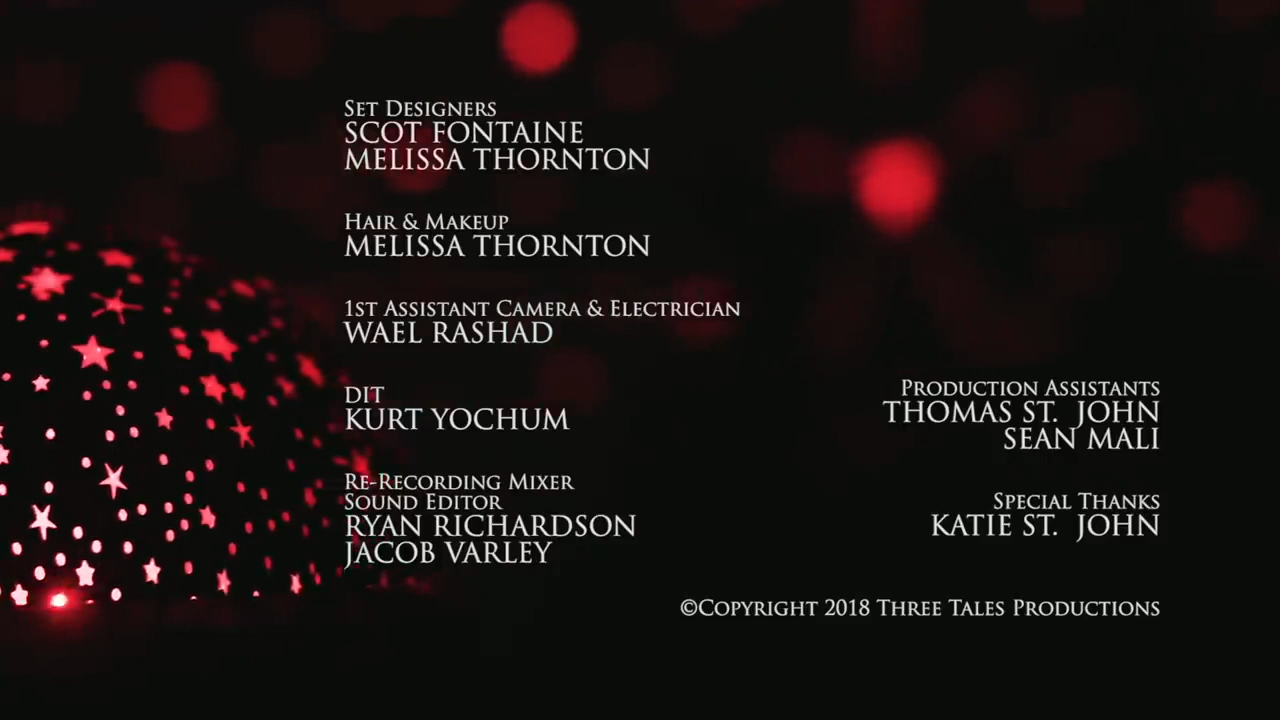 Set Designers
SCOT FONTAINE
MELISSA THORNTON
Hair & Makeup
MELISSA THORNTON
1st Assistant Camera & Electrician
WAEL RASHAD
DIT
KURT YOCHUM
Re-Recording Mixer
Sound Editor
RYAN RICHARDSON
JACOB VARLEY
Production Assistants
THOMAS ST. JOHN
SEAN MALI
Special Thanks
KATIE ST. JOHN
©Copyright 2018 Three Tales Productions